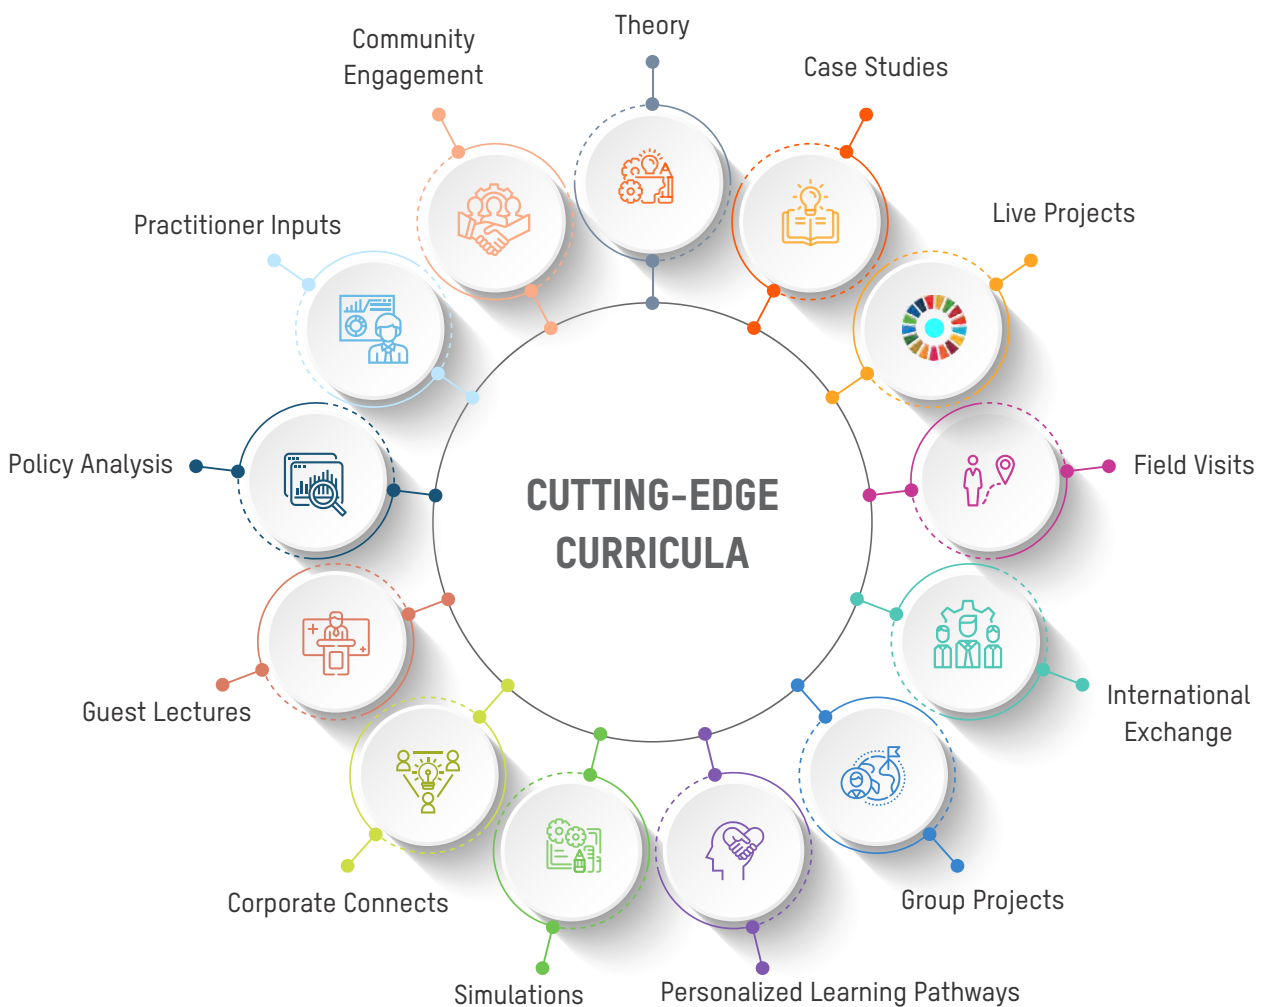 Theory
Community
Engagement
Case Studies
Practitioner Inputs
Live Projects
Policy Analysis
Field Visits
CUTTING-EDGE
CURRICULA
Guest Lectures
International
Exchange
Corporate Connects
Group Projects
Simulations
Personalized Learning Pathways